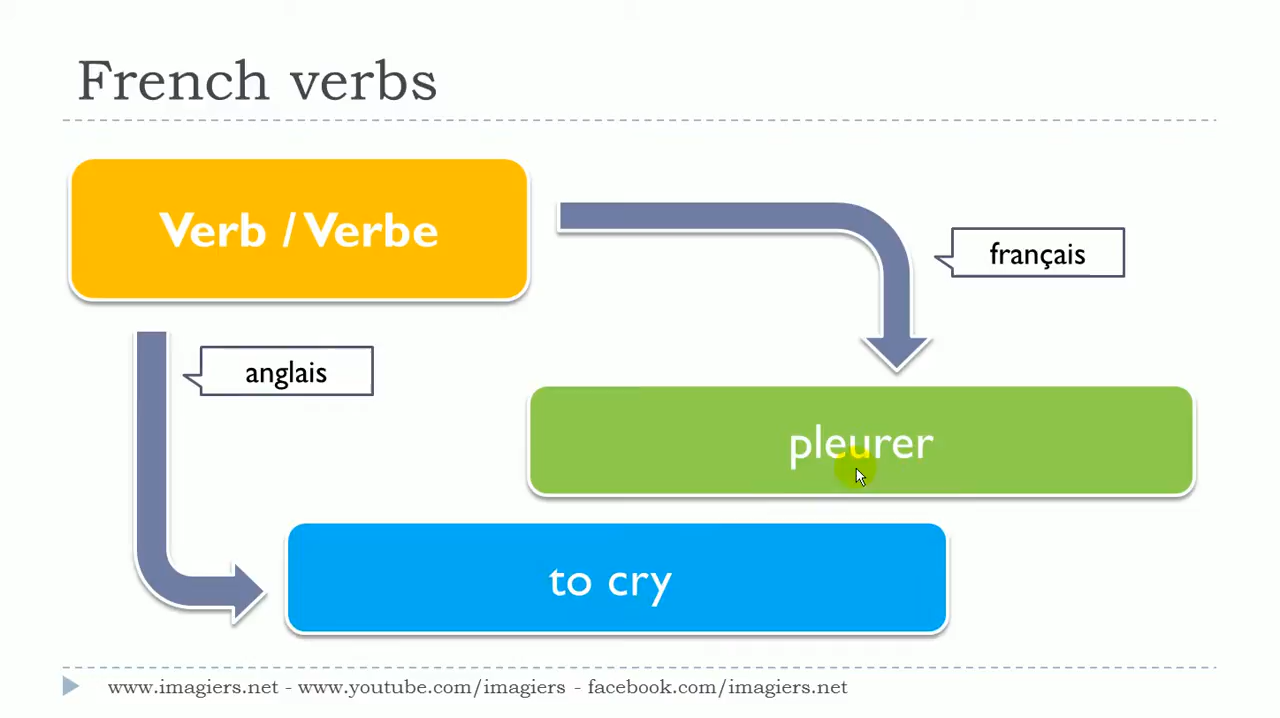 French verbs
Verb / Verbe
français
anglais
pleurer
to cry
www.imagiers.net - www.youtube.com/imagiers - facebook.com/imagiers.net